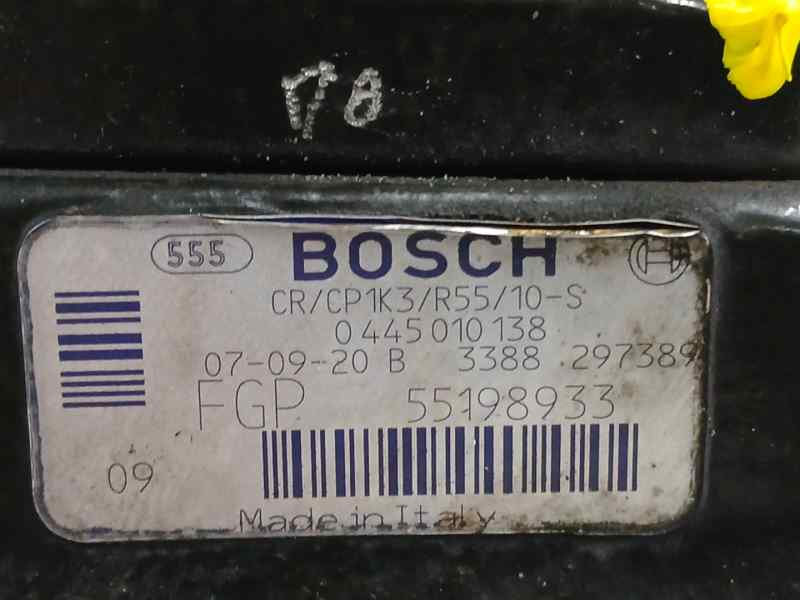 555 BOSCH
CR/CP1K3/R55/10-S
0 445 010 138
07-09-20 B 3388 297389
FGP 55198933
09
Made in Italy